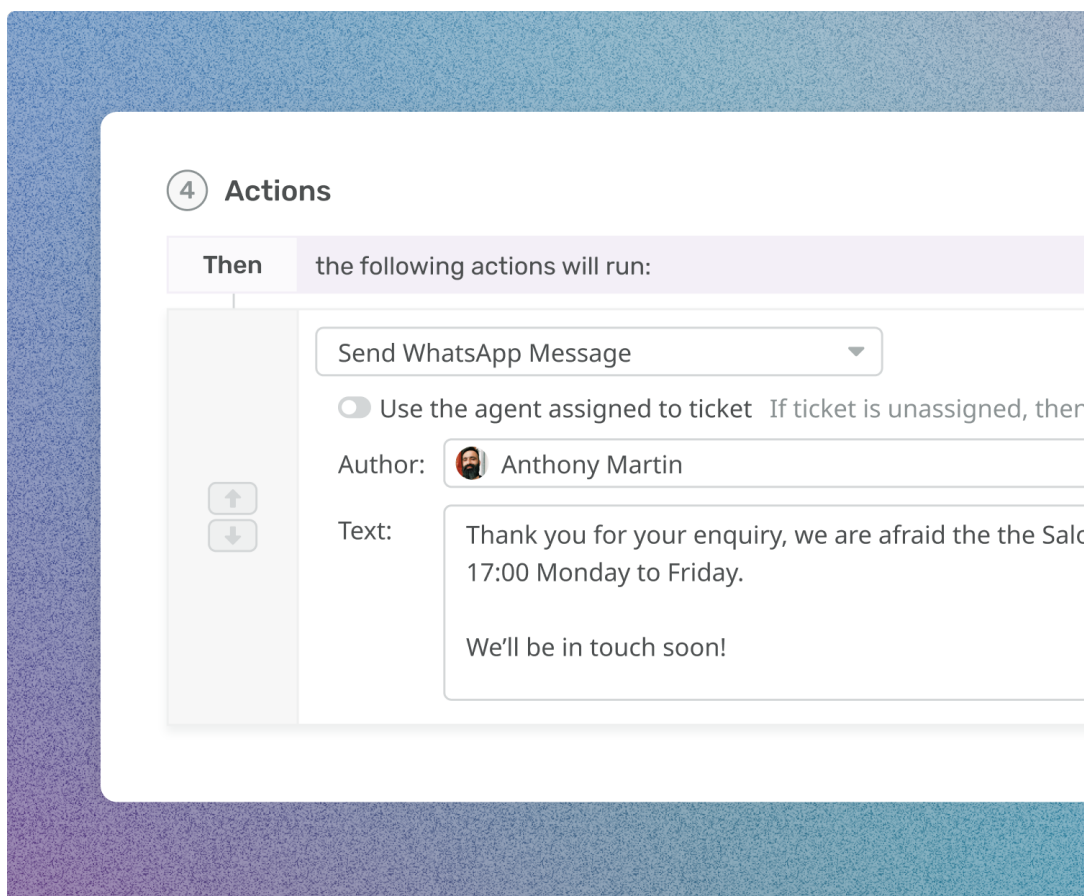 4 Actions
Then the following actions will run:
Send WhatsApp Message
Use the agent assigned to ticket If ticket is unassigned, then
Author: Anthony Martin
Text: Thank you for your enquiry, we are afraid the the
17:00 Monday to Friday.
We’ll be in touch soon!